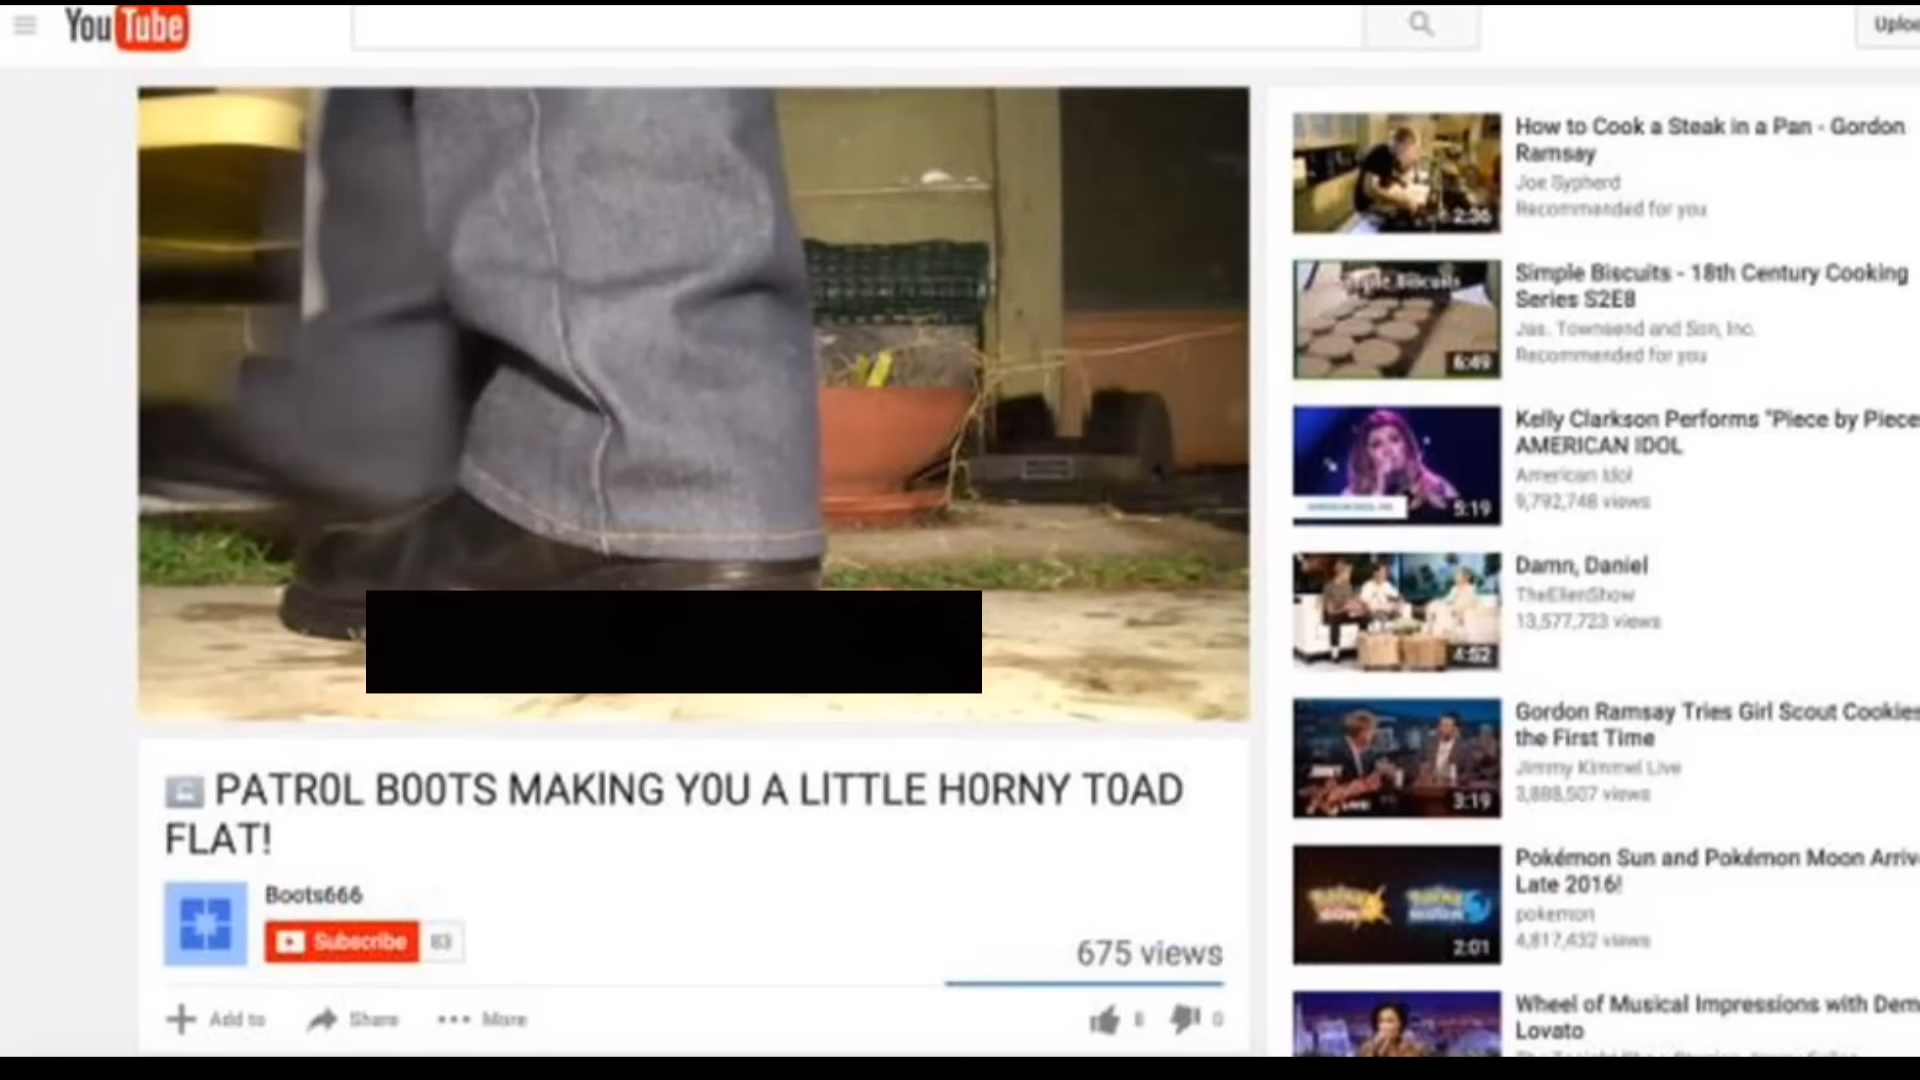 YouTube
Uploa
PATR0L B00TS MAKING Y0U A LITTLE H0RNY T0AD
FLAT!
Boots666
Subscribe 83
675 views
Add to Share More 8 0
How to Cook a Steak in a Pan - Gordon
Ramsay
Joe Sypherd
Recommended for you
2:36
Simple Biscuits - 18th Century Cooking
Series S2E8
Jas. Townsend and Son, Inc.
Recommended for you
6:49
Kelly Clarkson Performs "Piece by Piece
AMERICAN IDOL
American Idol
9,792,748 views
5:19
Damn, Daniel
TheEllenShow
13,577,723 views
4:52
Gordon Ramsay Tries Girl Scout Cookies
the First Time
Jimmy Kimmel Live
3,888,507 views
3:19
Pokémon Sun and Pokémon Moon Arriv
Late 2016!
pokemon
4,817,432 views
2:01
Wheel of Musical Impressions with Dem
Lovato